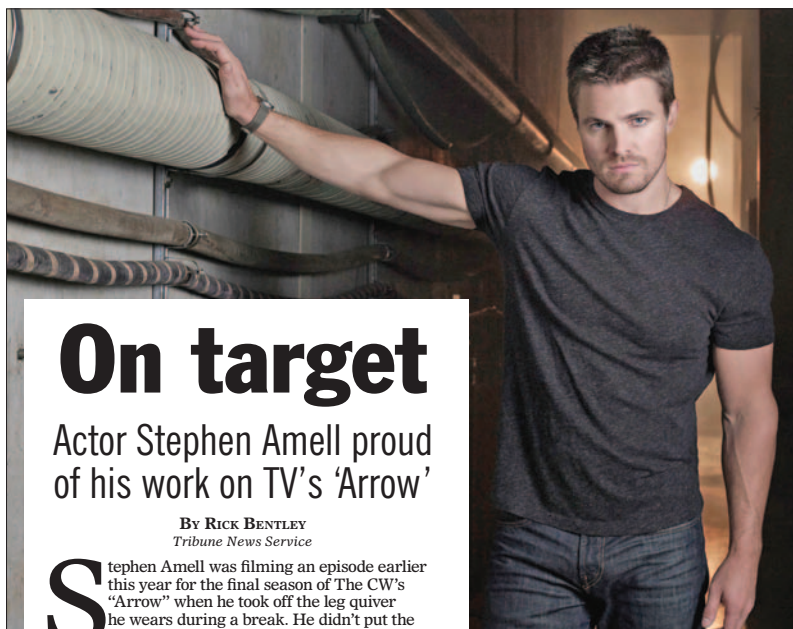 On target
Actor Stephen Amell proud
of his work on TV’s ‘Arrow’
By Rick Bentley
Tribune News Service
Stephen Amell was filming an episode earlier
this year for the final season of The CW’s
“Arrow” when he took off the leg quiver
he wears during a break. He didn’t put the